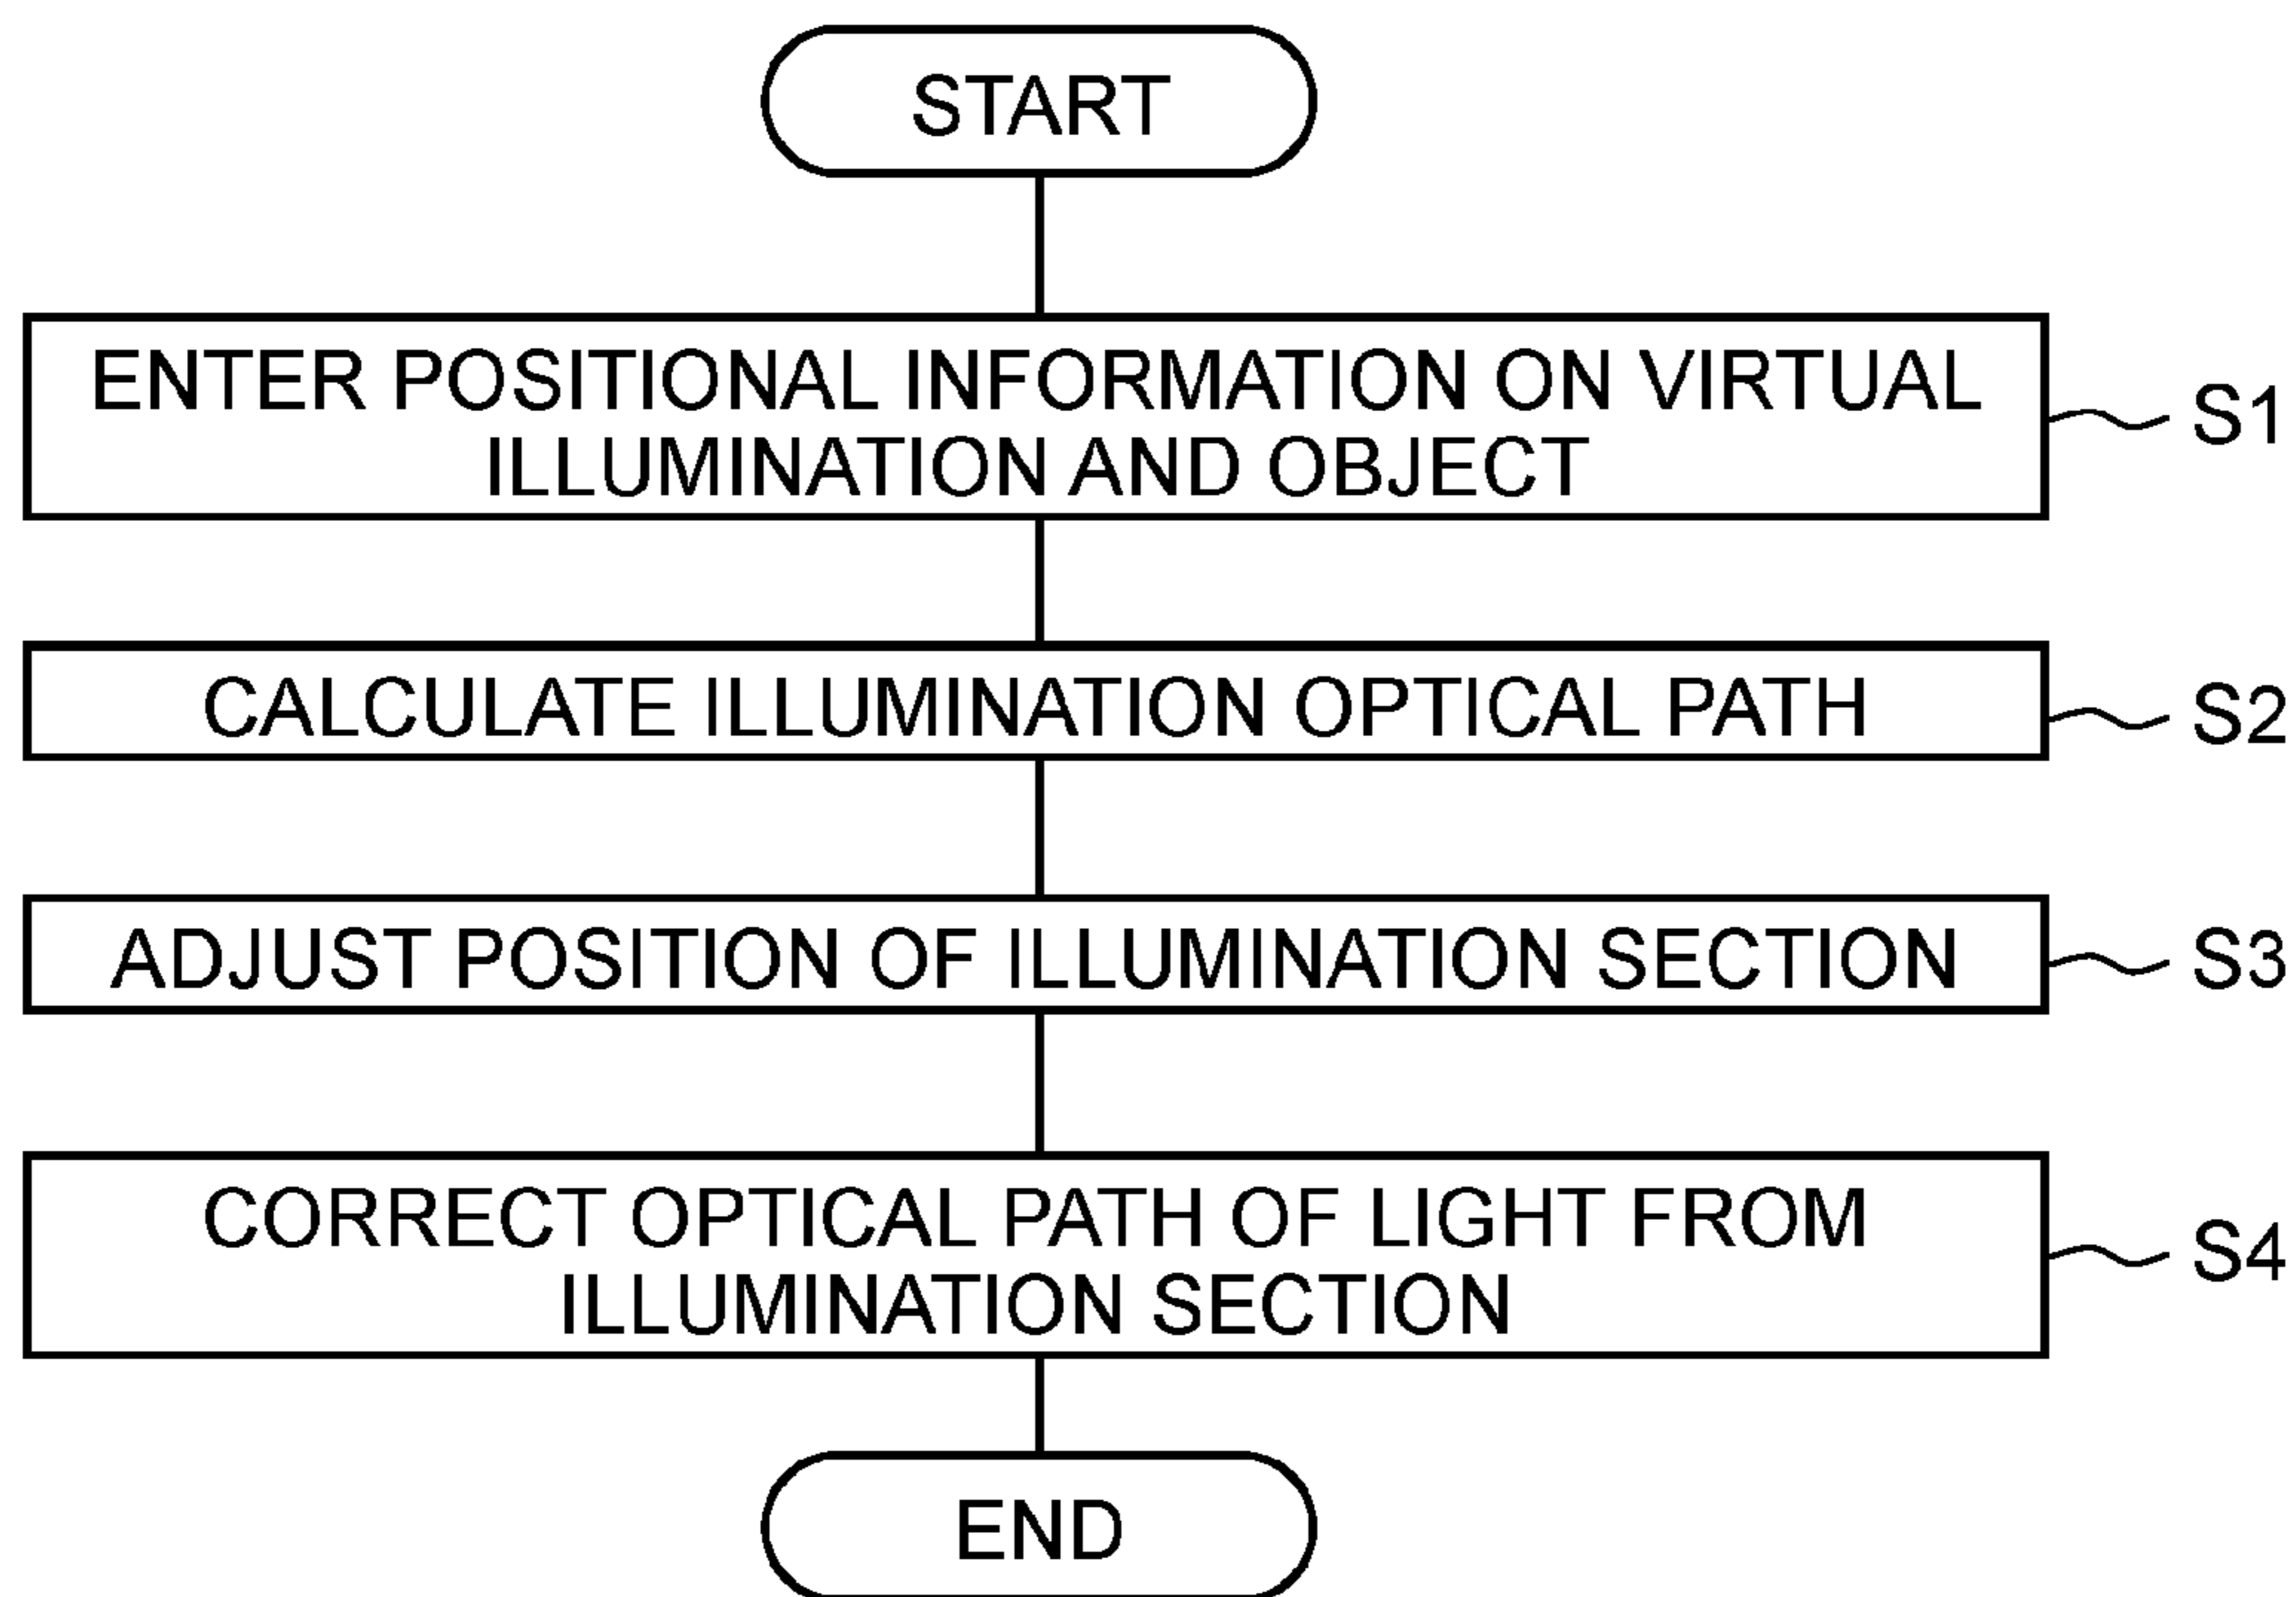 START
ENTER POSITIONAL INFORMATION ON VIRTUAL
ILLUMINATION AND OBJECT
S1
CALCULATE ILLUMINATION OPTICAL PATH
S2
ADJUST POSITION OF ILLUMINATION SECTION
S3
CORRECT OPTICAL PATH OF LIGHT FROM
ILLUMINATION SECTION
S4
END